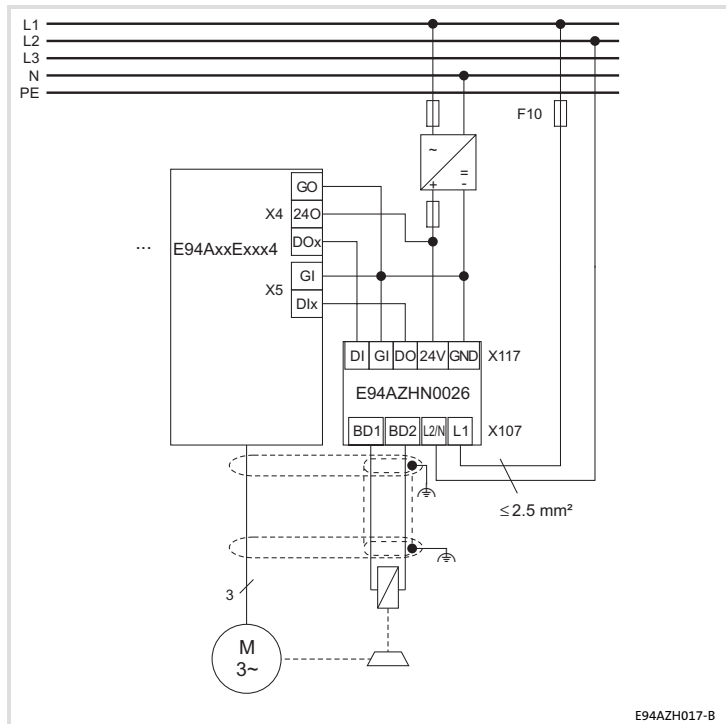 L1
L2
L3
N
PE
F10
~
=
+
-
GO
X4
24O
DOx
...
E94AxxExxx4
GI
X5
DIx
DI GI DO 24V GND X117
E94AZHN0026
BD1 BD2 L2/N L1 X107
≤2.5 mm²
3
M
3~
E94AZH017-B